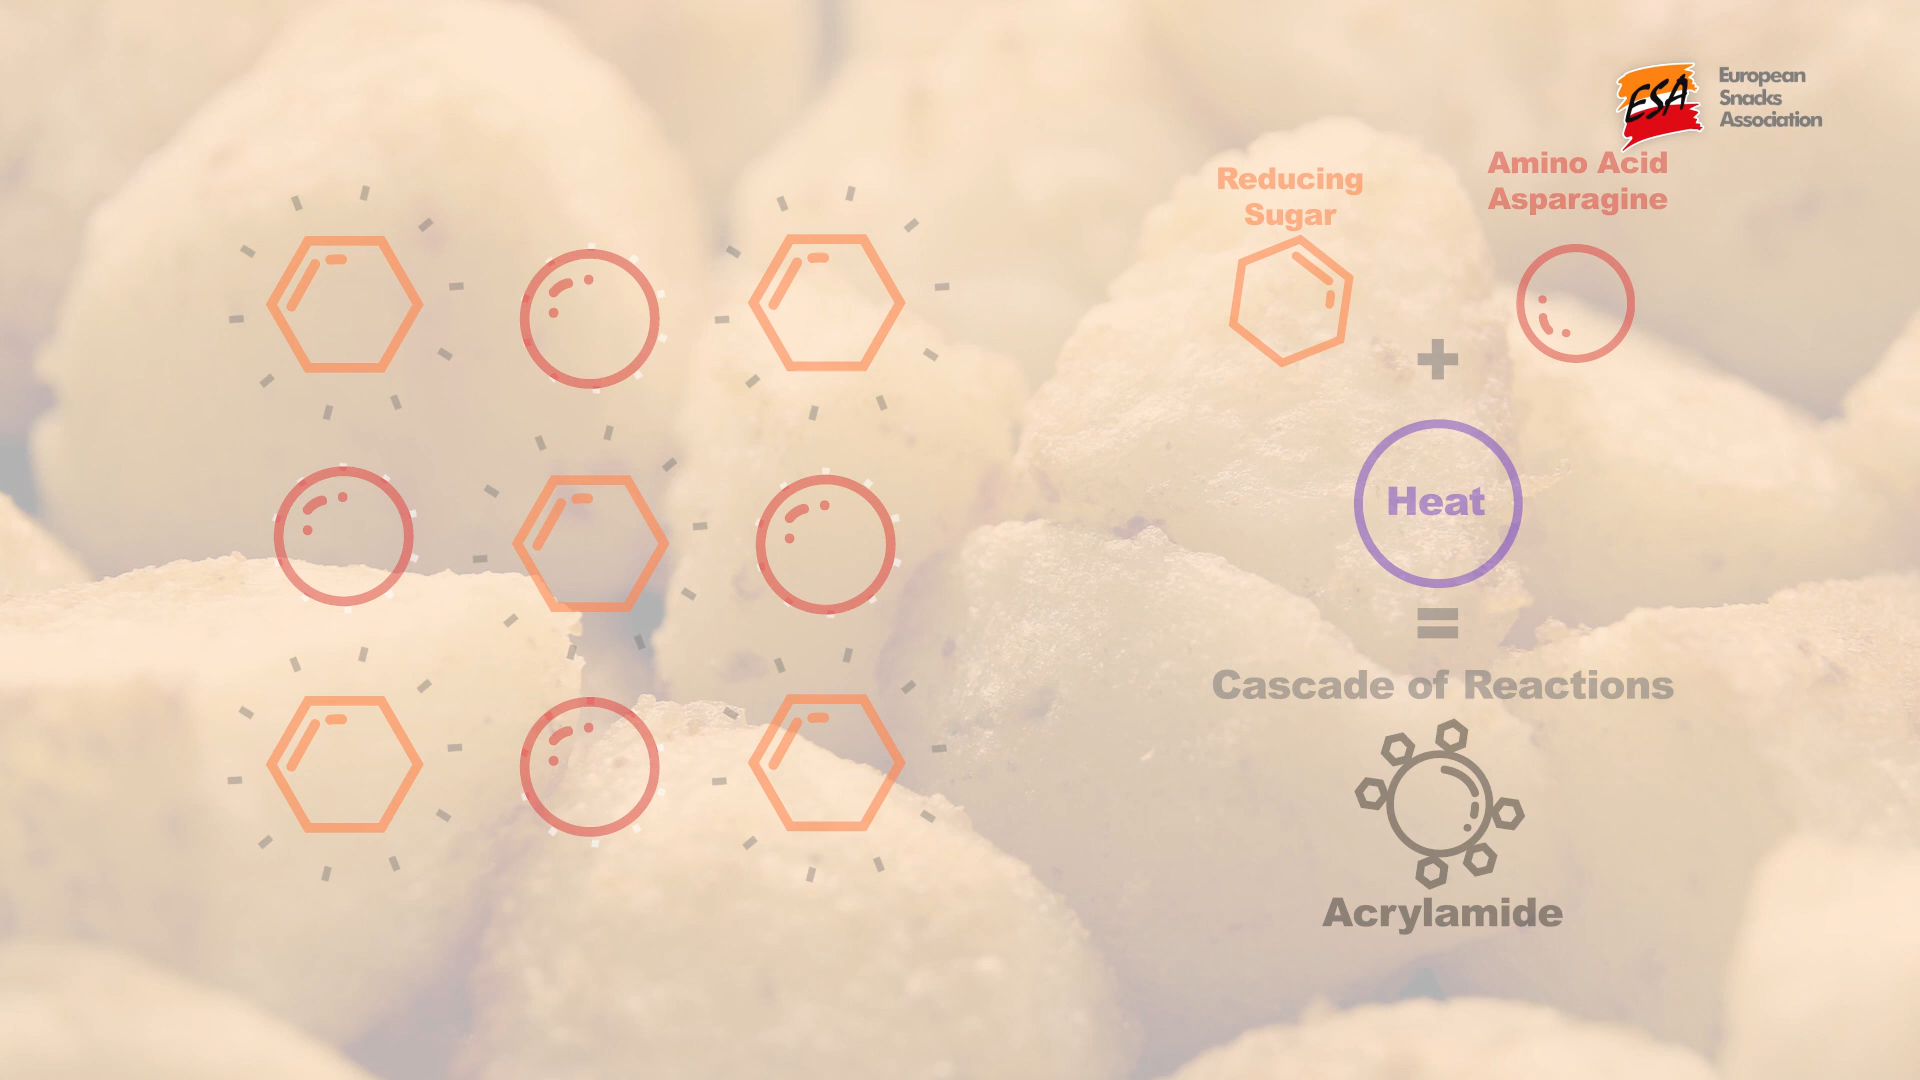 ESA
European
Snacks
Association
Reducing
Sugar
Amino Acid
Asparagine
+
Heat
=
Cascade of Reactions
Acrylamide